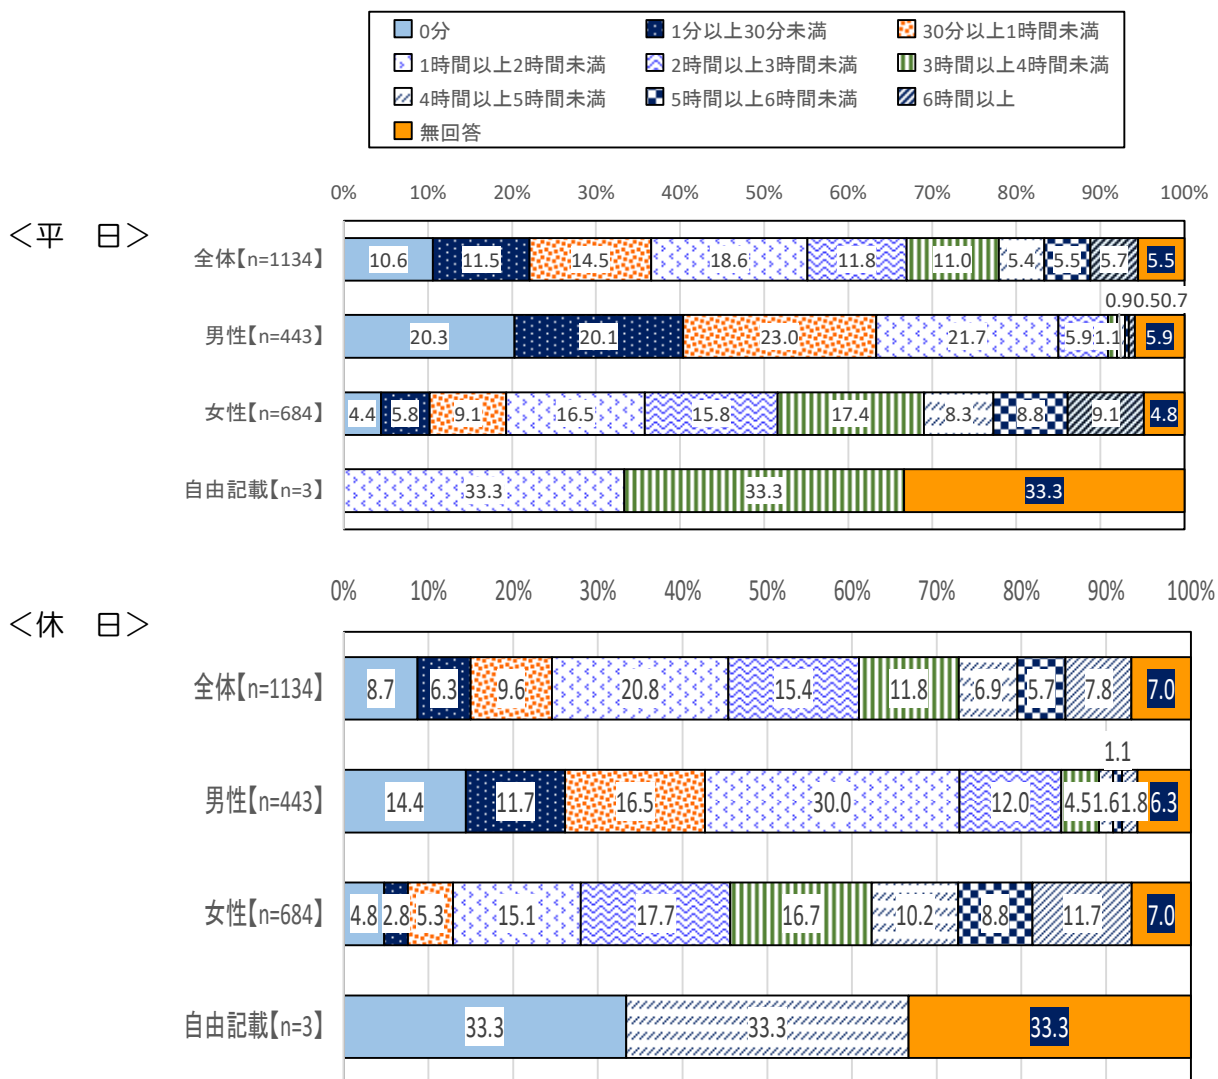 0分 1分以上30分未満 30分以上1時間未満
1時間以上2時間未満 2時間以上3時間未満 3時間以上4時間未満
4時間以上5時間未満 5時間以上6時間未満 6時間以上
無回答
0% 10% 20% 30% 40% 50% 60% 70% 80% 90% 100%
＜平　日＞
全体【n=1134】 10.6 11.5 14.5 18.6 11.8 11.0 5.4 5.5 5.7 5.5
0.9 0.5 0.7
男性【n=443】 20.3 20.1 23.0 21.7 5.9 1.1 5.9
女性【n=684】 4.4 5.8 9.1 16.5 15.8 17.4 8.3 8.8 9.1 4.8
自由記載【n=3】 33.3 33.3 33.3
0% 10% 20% 30% 40% 50% 60% 70% 80% 90% 100%
＜休　日＞
全体【n=1134】 8.7 6.3 9.6 20.8 15.4 11.8 6.9 5.7 7.8 7.0
1.1
男性【n=443】 14.4 11.7 16.5 30.0 12.0 4.5 1.6 1.8 6.3
女性【n=684】 4.8 2.8 5.3 15.1 17.7 16.7 10.2 8.8 11.7 7.0
自由記載【n=3】 33.3 33.3 33.3